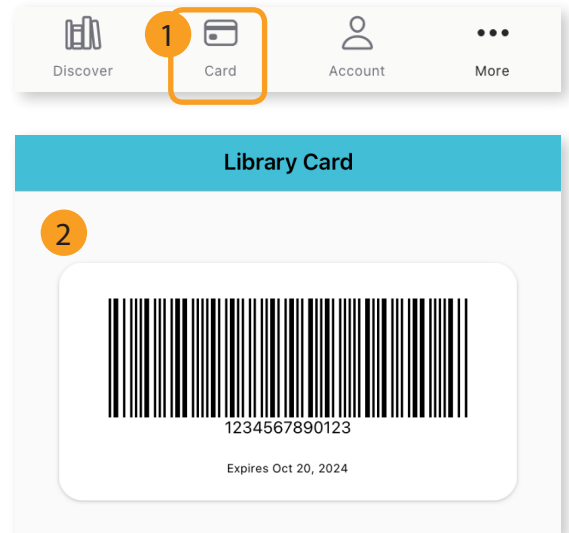 1
Discover Card Account More
Library Card
2
1234567890123
Expires Oct 20, 2024